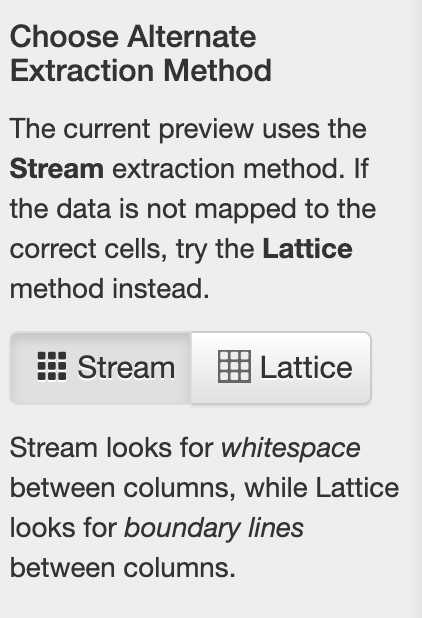 Choose Alternate
Extraction Method
The current preview uses the
Stream extraction method. If
the data is not mapped to the
correct cells, try the Lattice
method instead.
Stream Lattice
Stream looks for whitespace
between columns, while Lattice
looks for boundary lines
between columns.